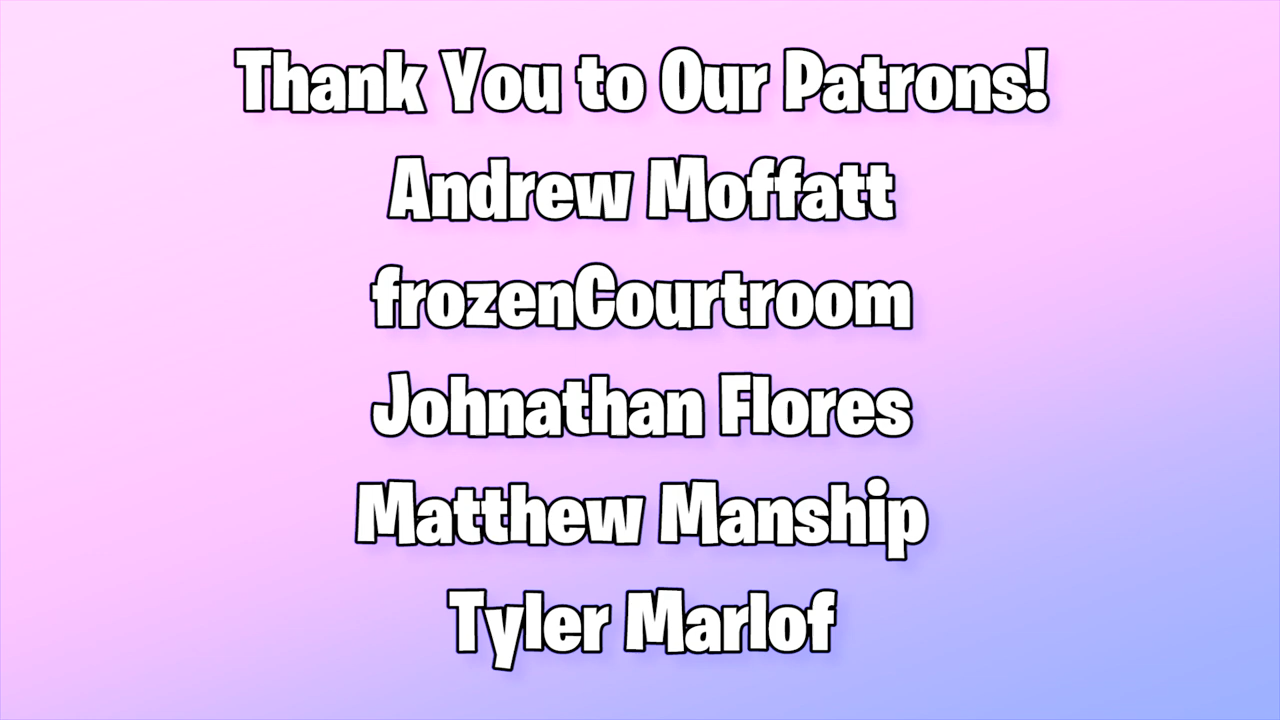 Thank You to Our Patrons!
Andrew Moffatt
frozenCourtroom
Johnathan Flores
Matthew Manship
Tyler Marlof